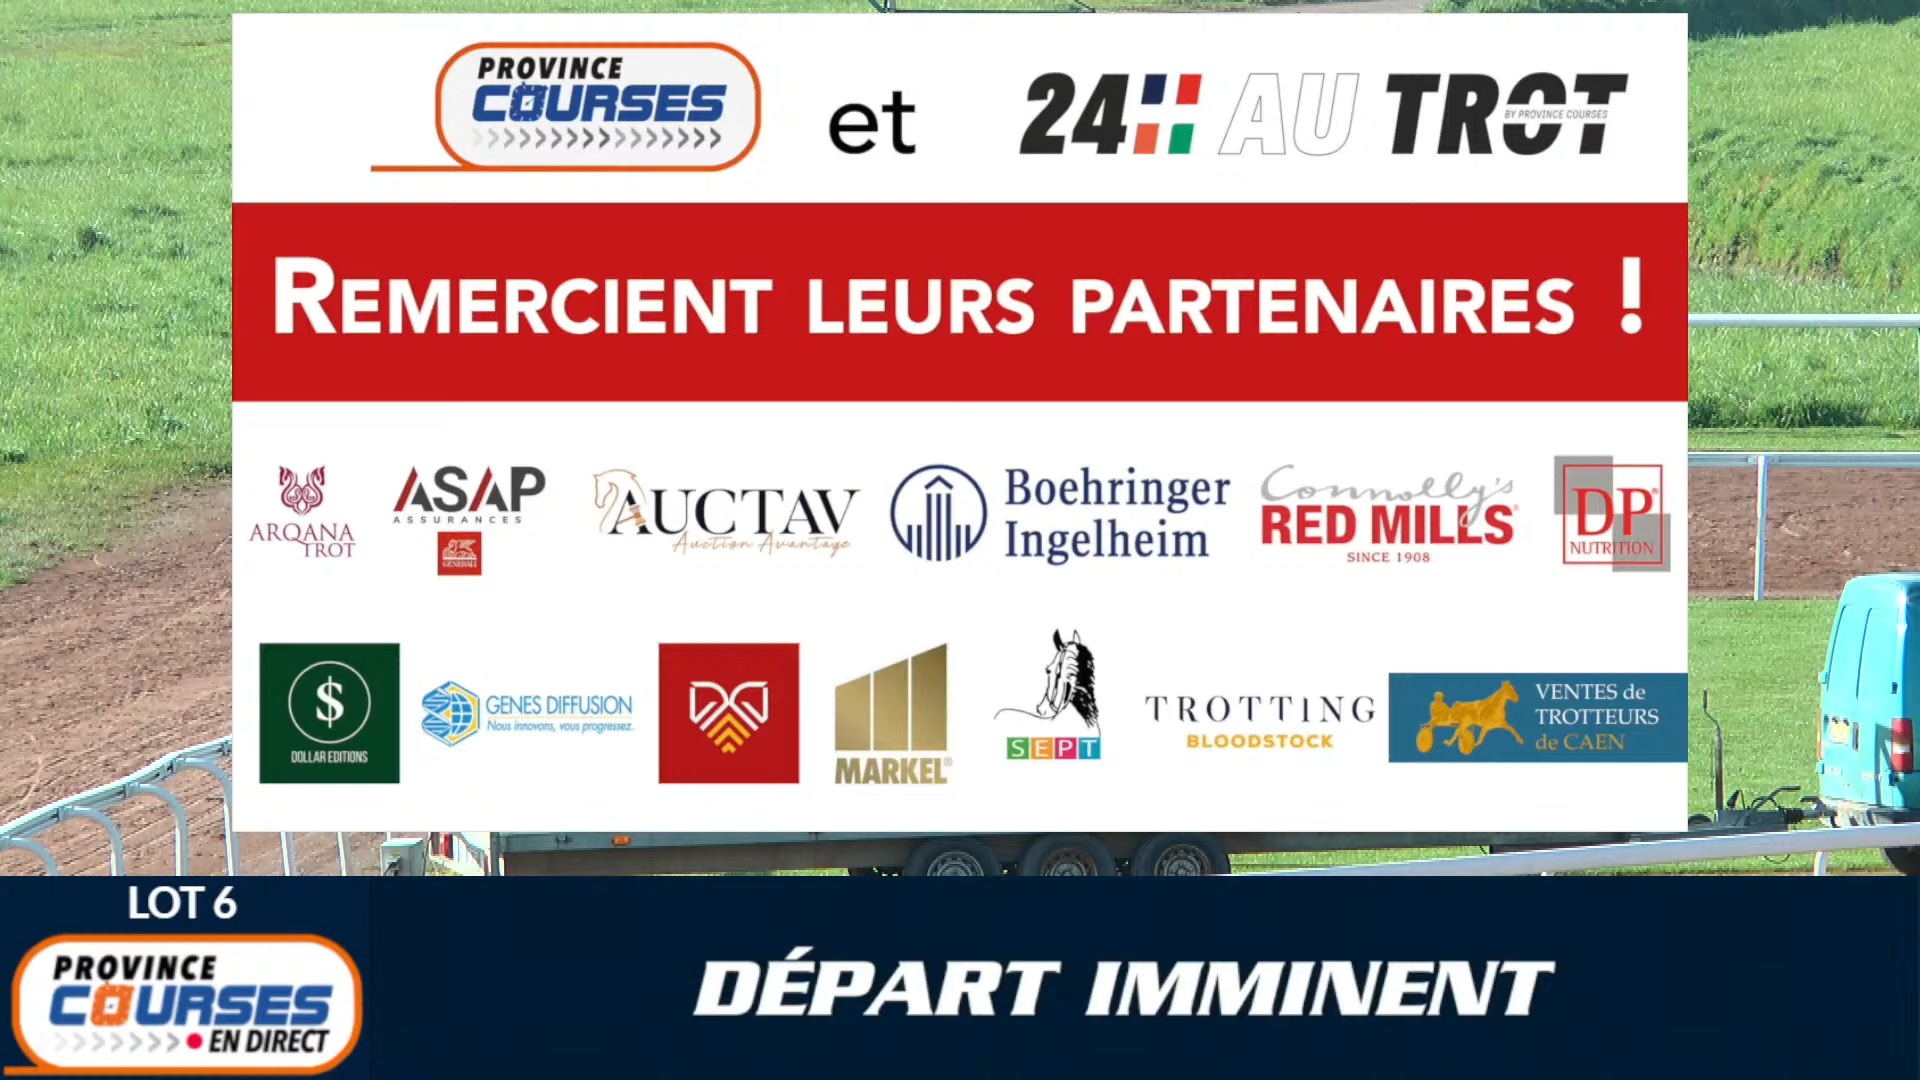 PROVINCE
COURSES
et
24H AU TROT
BY PROVINCE COURSES
REMERCIENT LEURS PARTENAIRES !
ARQANA
TROT
ASAP
ASSURANCES
GENERALI
AUCTAV
Auction Avantage
Boehringer
Ingelheim
Connolly's
RED MILLS
SINCE 1908
DP®
NUTRITION
$
DOLLAR EDITIONS
GENES DIFFUSION
Nous innovons, vous progressez.
MARKEL®
SEPT
TROTTING
BLOODSTOCK
VENTES de
TROTTEURS
de CAEN
LOT 6
PROVINCE
COURSES
EN DIRECT
DÉPART IMMINENT